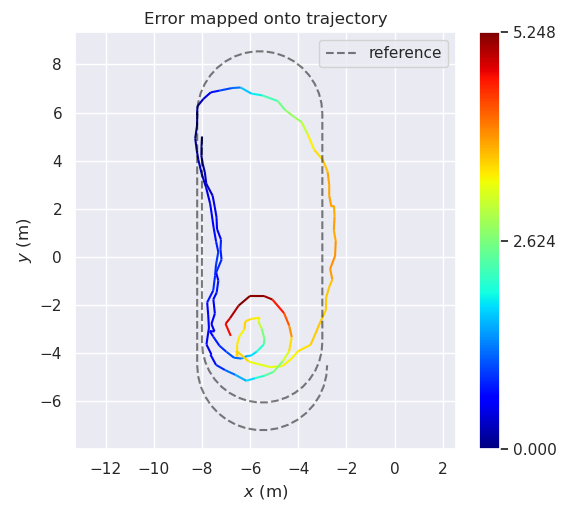 Error mapped onto trajectory
reference
8
6
4
2
0
−2
−4
−6
y (m)
−12 −10 −8 −6 −4 −2 0 2
x (m)
5.248
2.624
0.000